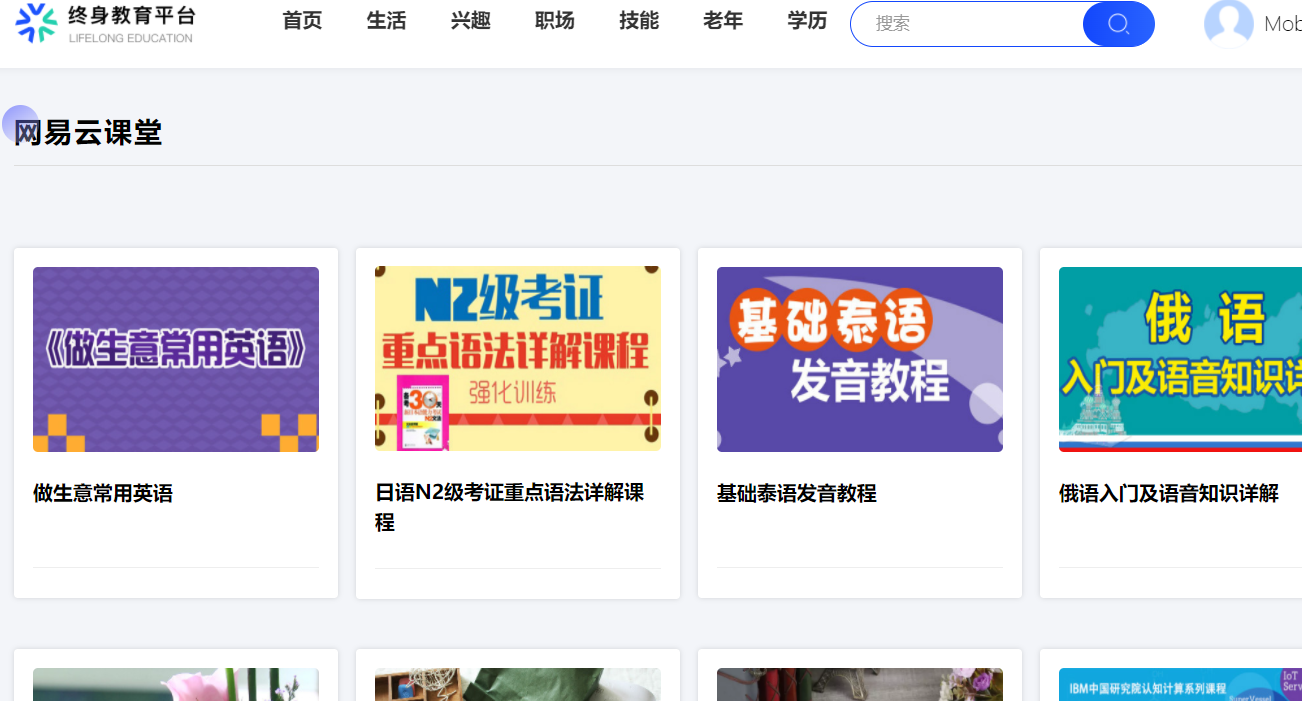 终身教育平台
LIFELONG EDUCATION
首页 生活 兴趣 职场 技能 老年 学历
搜索
Mob
网易云课堂
《做生意常用英语》
做生意常用英语
N2级考证
重点语法详解课程
强化训练
30天
日语N2级考证重点语法详解课
程
基础泰语
发音教程
基础泰语发音教程
俄语
入门及语音知识详
俄语入门及语音知识详解
IBM中国研究院认知计算系列课程
SuperVessel
IoT
Serv